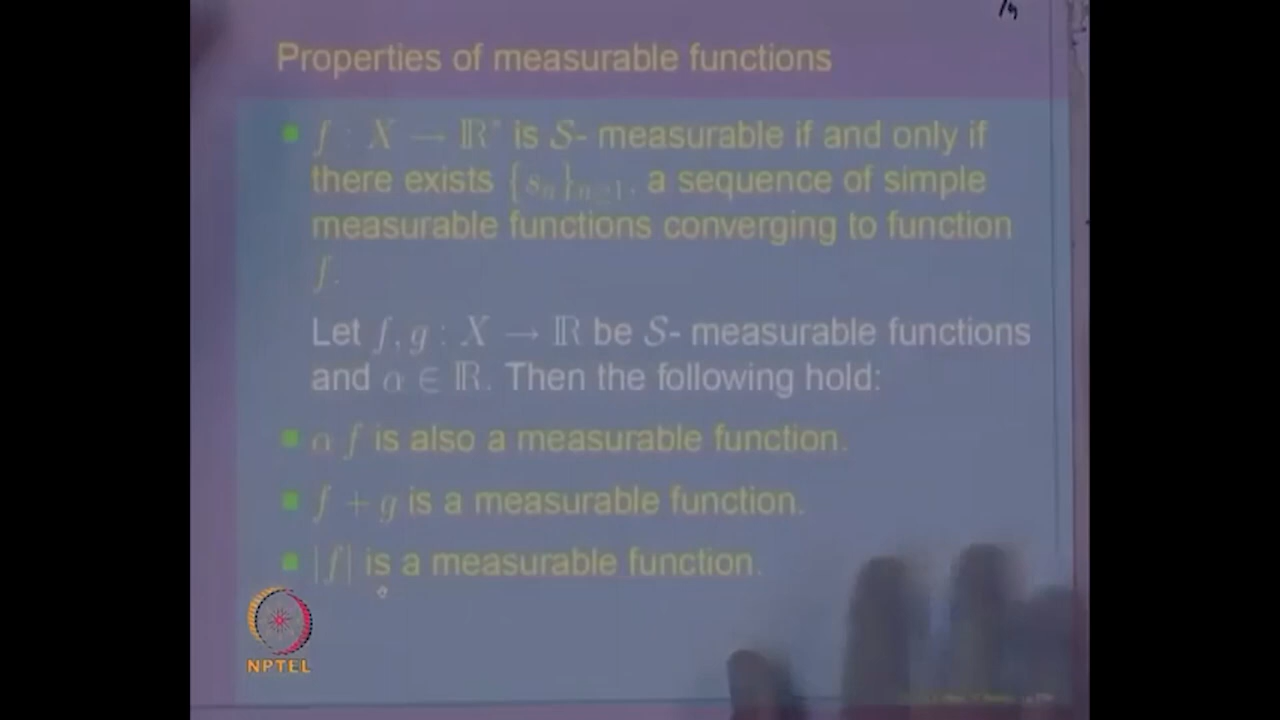 Properties of measurable functions
f : X → ℝ* is 𝒮- measurable if and only if
there exists {sₙ}ₙ≥₁, a sequence of simple
measurable functions converging to function
f.
Let f, g : X → ℝ be 𝒮- measurable functions
and α ∈ ℝ. Then the following hold:
α f is also a measurable function.
f + g is a measurable function.
|f| is a measurable function.
NPTEL